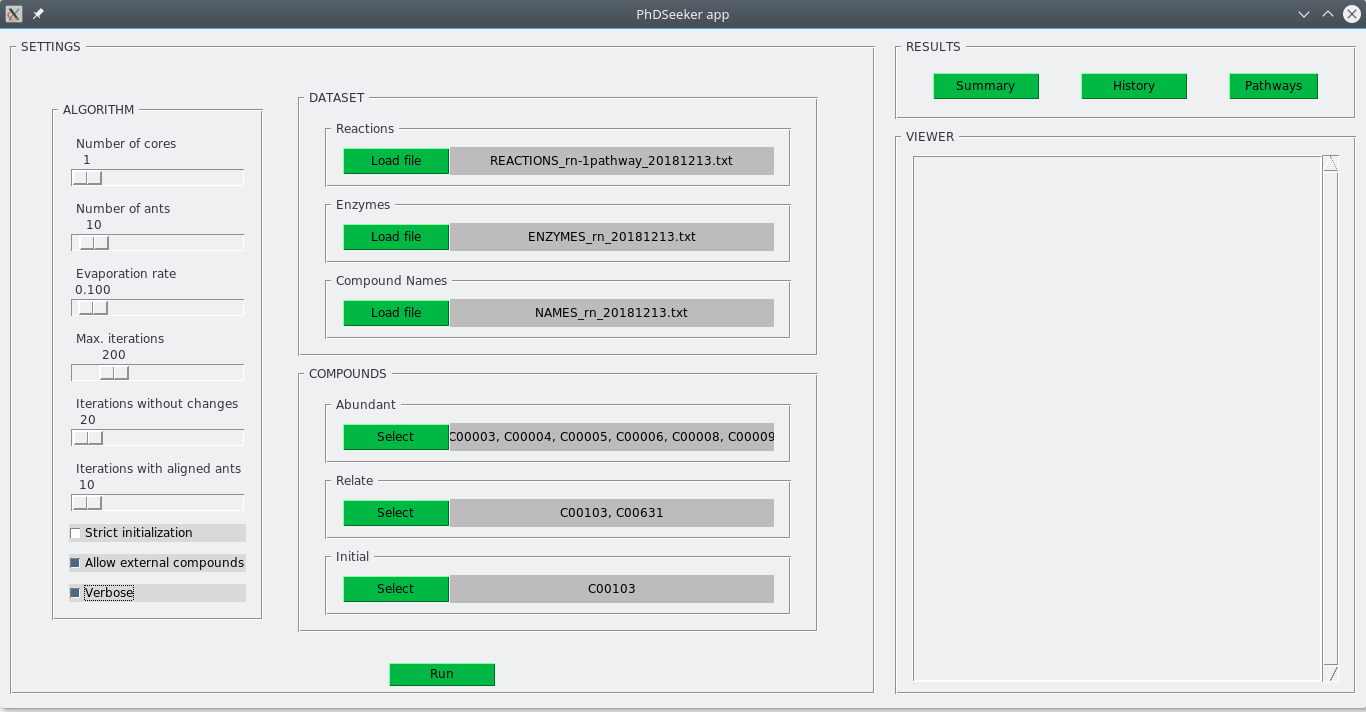 PhDSeeker app
SETTINGS
ALGORITHM
Number of cores
1
Number of ants
10
Evaporation rate
0.100
Max. iterations
200
Iterations without changes
20
Iterations with aligned ants
10
Strict initialization
Allow external compounds
Verbose
DATASET
Reactions
Load file REACTIONS_rn-1pathway_20181213.txt
Enzymes
Load file ENZYMES_rn_20181213.txt
Compound Names
Load file NAMES_rn_20181213.txt
COMPOUNDS
Abundant
Select C00003, C00004, C00005, C00006, C00008, C00009
Relate
Select C00103, C00631
Initial
Select C00103
Run
RESULTS
Summary History Pathways
VIEWER